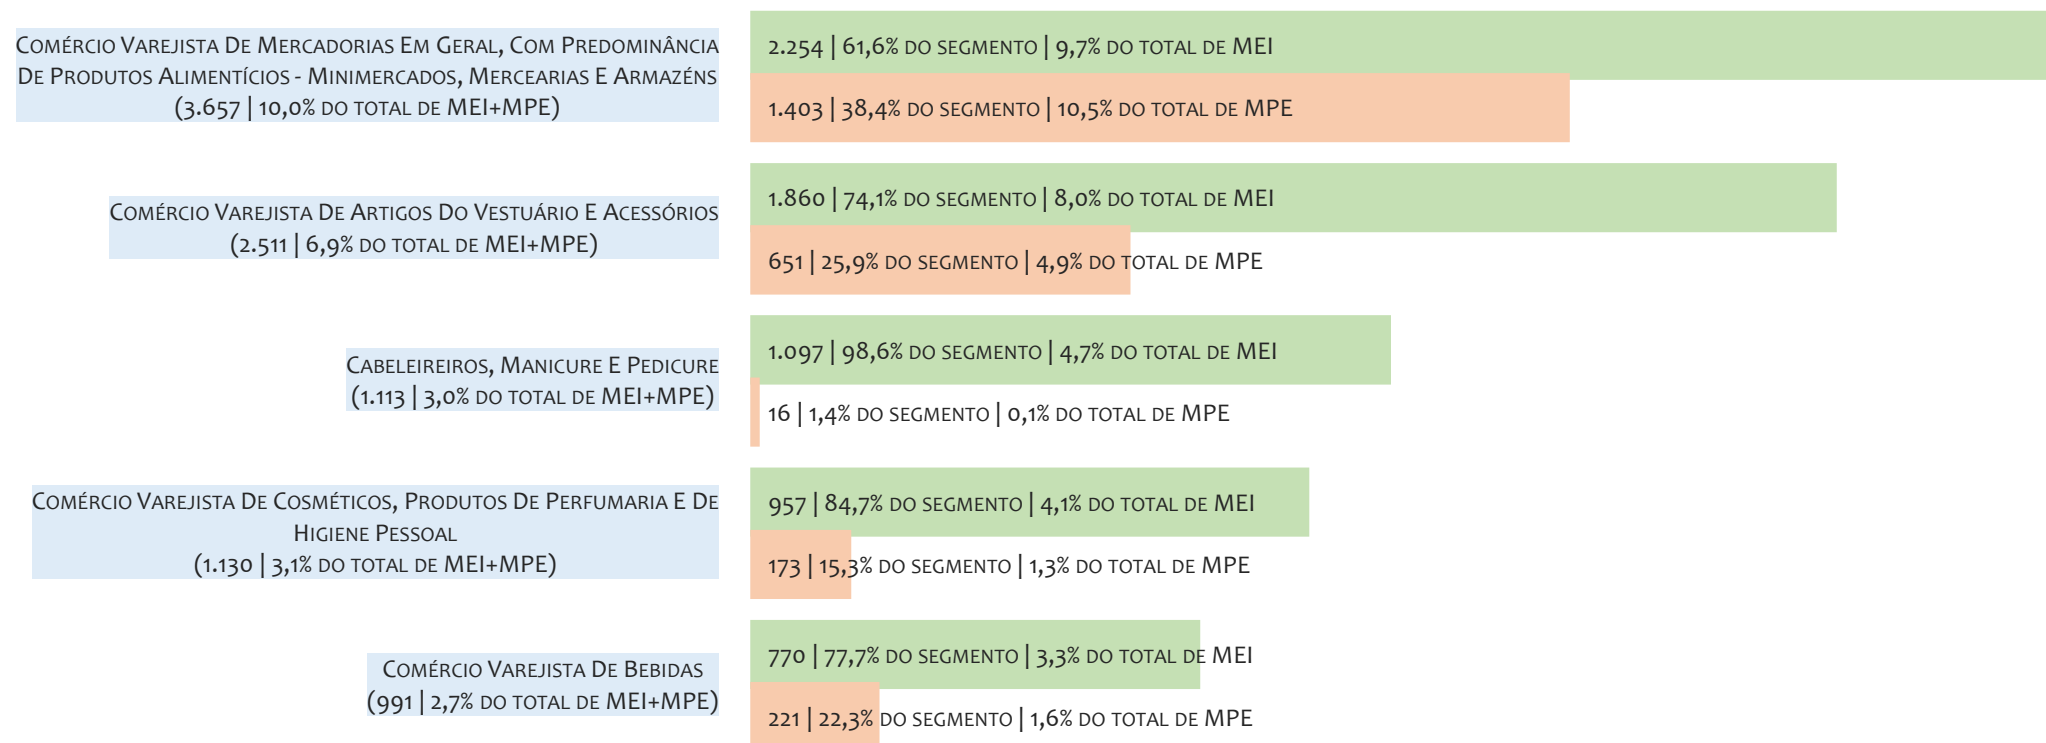 Comércio Varejista De Mercadorias Em Geral, Com Predominância
De Produtos Alimentícios - Minimercados, Mercearias E Armazéns
(3.657 | 10,0% do total de MEI+MPE)
2.254 | 61,6% do segmento | 9,7% do total de MEI
1.403 | 38,4% do segmento | 10,5% do total de MPE
Comércio Varejista De Artigos Do Vestuário E Acessórios
(2.511 | 6,9% do total de MEI+MPE)
1.860 | 74,1% do segmento | 8,0% do total de MEI
651 | 25,9% do segmento | 4,9% do total de MPE
Cabeleireiros, Manicure E Pedicure
(1.113 | 3,0% do total de MEI+MPE)
1.097 | 98,6% do segmento | 4,7% do total de MEI
16 | 1,4% do segmento | 0,1% do total de MPE
Comércio Varejista De Cosméticos, Produtos De Perfumaria E De
Higiene Pessoal
(1.130 | 3,1% do total de MEI+MPE)
957 | 84,7% do segmento | 4,1% do total de MEI
173 | 15,3% do segmento | 1,3% do total de MPE
Comércio Varejista De Bebidas
(991 | 2,7% do total de MEI+MPE)
770 | 77,7% do segmento | 3,3% do total de MEI
221 | 22,3% do segmento | 1,6% do total de MPE